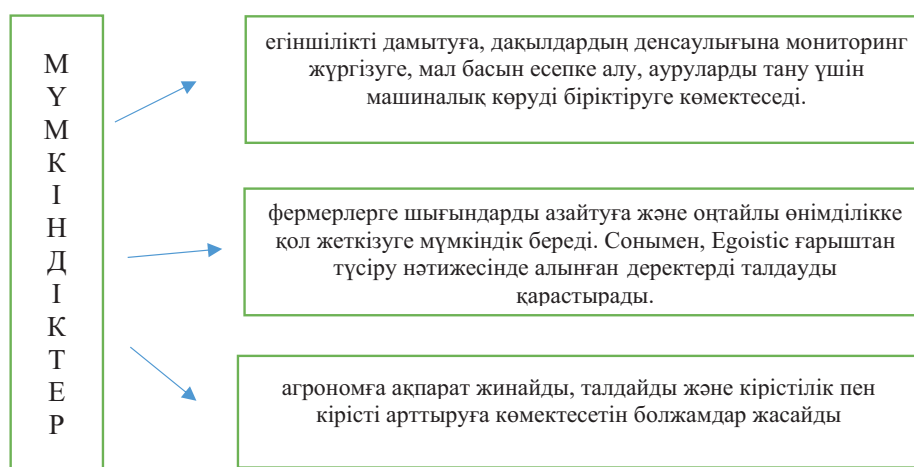 МҮМКІНДІКТЕР
егіншілікті дамытуға, дақылдардың денсаулығына мониторинг
жүргізуге, мал басын есепке алу, ауруларды тану үшін
машиналық көруді біріктіруге көмектеседі.
фермерлерге шығындарды азайтуға және оңтайлы өнімділікке
қол жеткізуге мүмкіндік береді. Сонымен, Egoistic ғарыштан
түсіру нәтижесінде алынған деректерді талдауды
қарастырады.
агрономға ақпарат жинайды, талдайды және кірістілік пен
кірісті арттыруға көмектесетін болжамдар жасайды